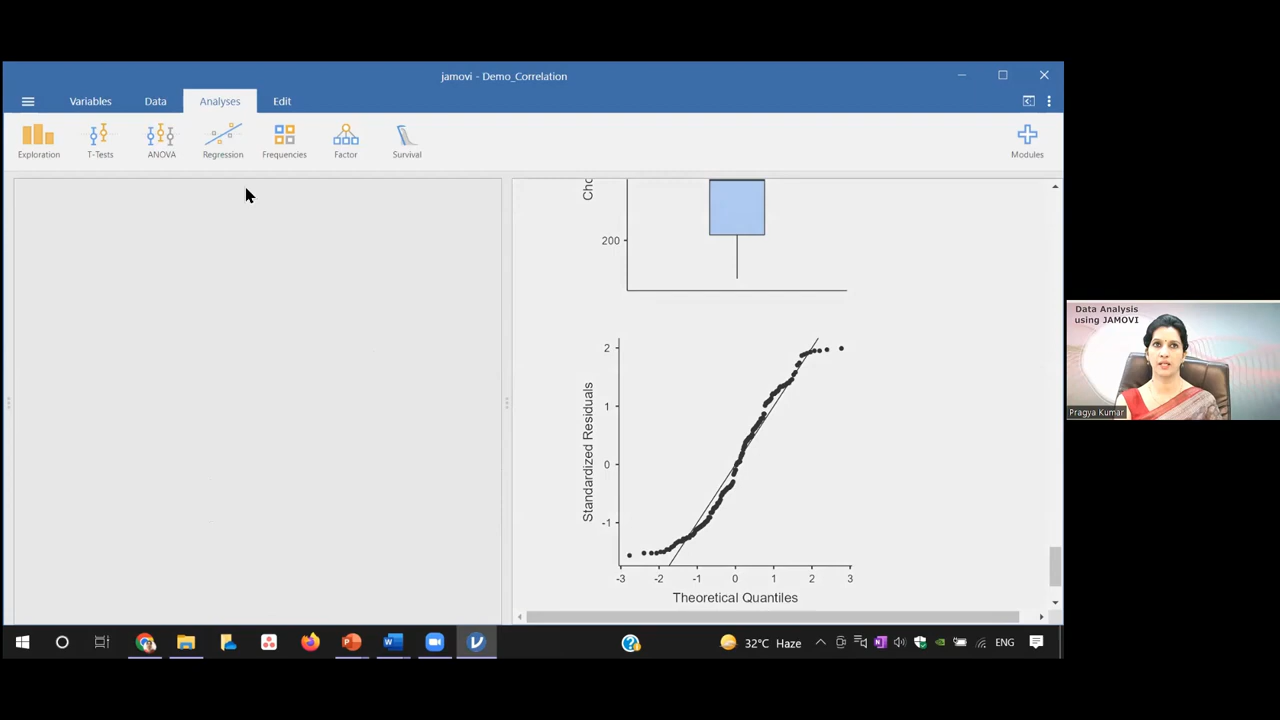 jamovi - Demo_Correlation
Variables
Data
Analyses
Edit
Exploration
T-Tests
ANOVA
Regression
Frequencies
Factor
Survival
Modules
Cho
200
2
1
0
-1
Standardized Residuals
-3 -2 -1 0 1 2 3
Theoretical Quantiles
Data Analysis
using JAMOVI
Pragya Kumar
32°C Haze
ENG